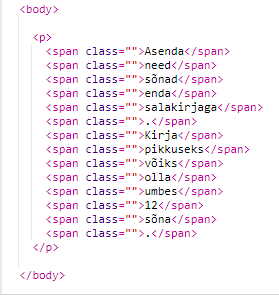 <body>
<p>
<span class="">Asenda</span>
<span class="">need</span>
<span class="">sõnad</span>
<span class="">enda</span>
<span class="">salakirjaga</span>
<span class="">.</span>
<span class="">Kirja</span>
<span class="">pikkuseks</span>
<span class="">võiks</span>
<span class="">olla</span>
<span class="">umbes</span>
<span class="">12</span>
<span class="">sõna</span>
<span class="">.</span>
</p>
</body>